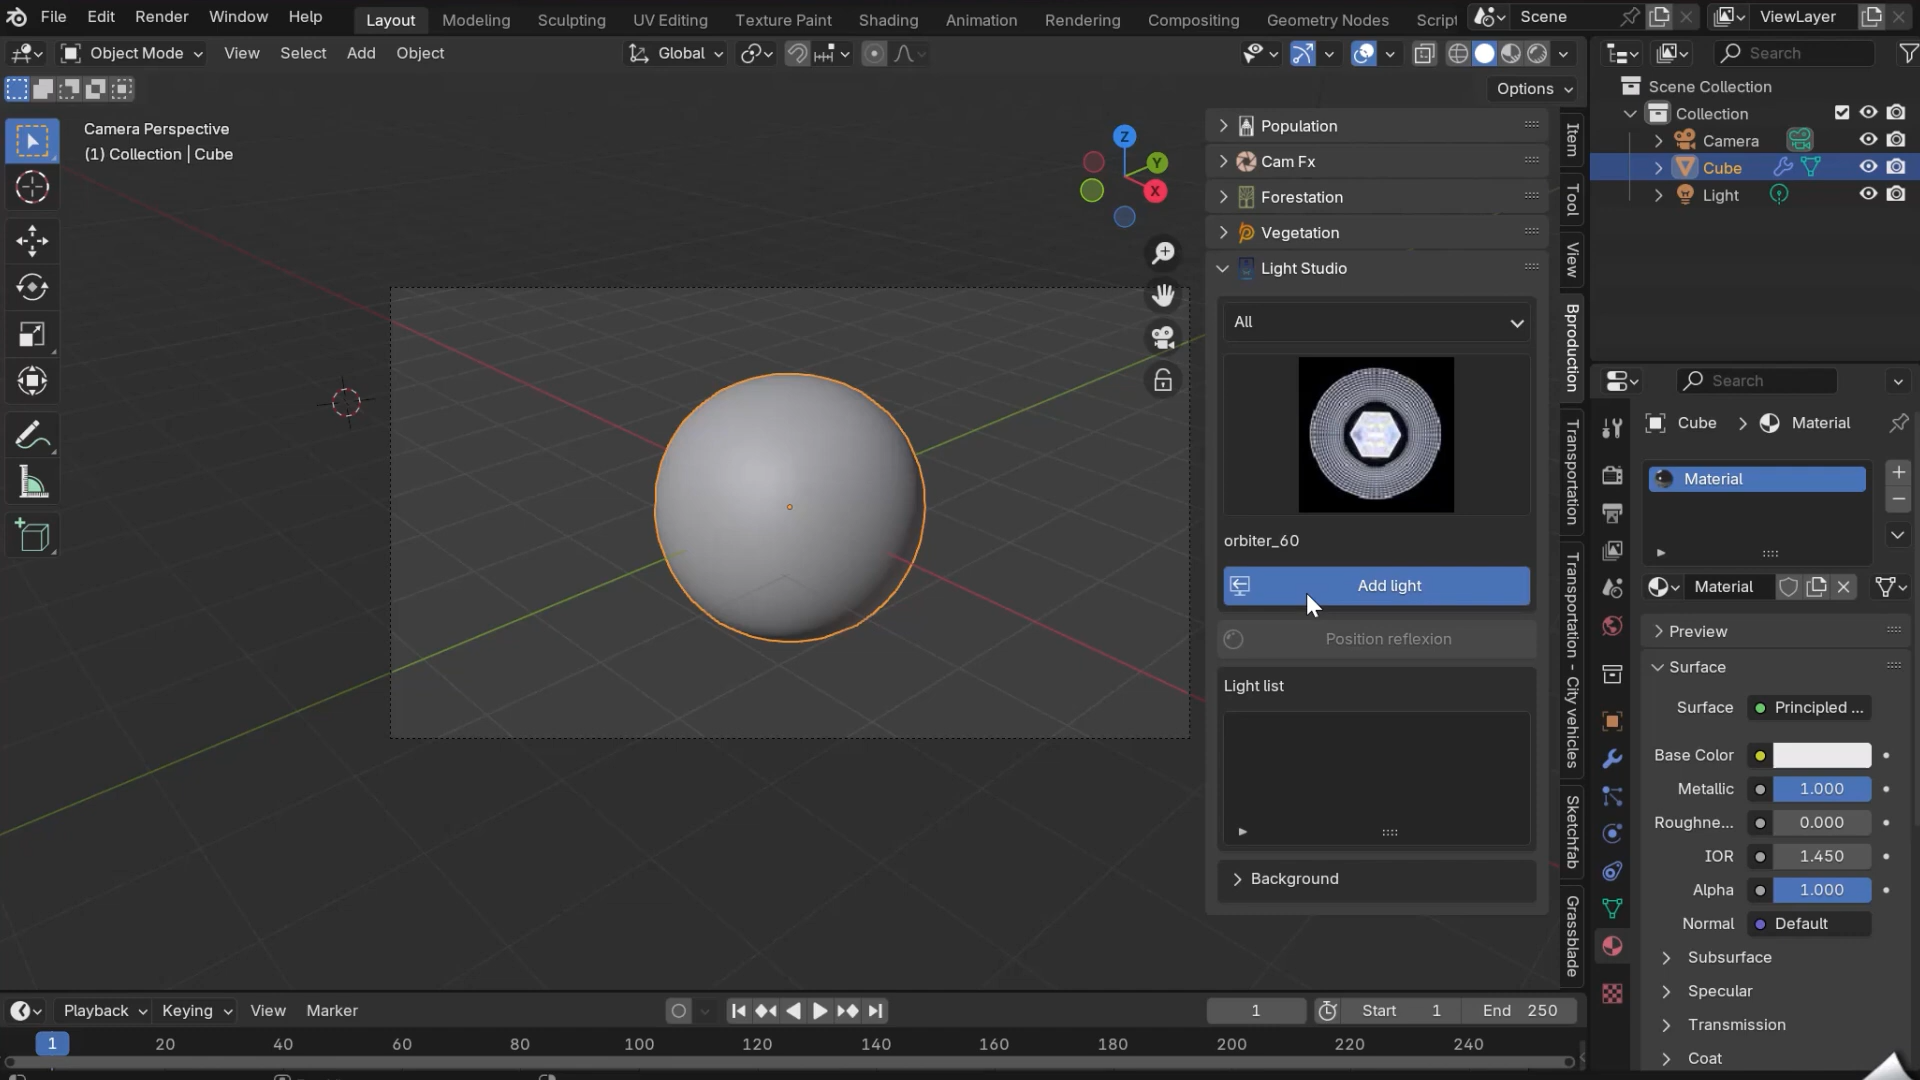 File Edit Render Window Help Layout Modeling Sculpting UV Editing Texture Paint Shading Animation Rendering Compositing Geometry Nodes Script Scene ViewLayer
Object Mode View Select Add Object Global Search
Options
Camera Perspective
(1) Collection | Cube
Z
Y
X
Population
Cam Fx
Forestation
Vegetation
Light Studio
All
orbiter_60
Add light
Position reflexion
Light list
Background
Item
Tool
View
Bproduction
Transportation
Transportation - City vehicles
Sketchfab
Grassblade
Scene Collection
Collection
Camera
Cube
Light
Search
Cube > Material
Material
Material
Preview
Surface
Surface Principled ...
Base Color
Metallic 1.000
Roughne... 0.000
IOR 1.450
Alpha 1.000
Normal Default
Subsurface
Specular
Transmission
Coat
Playback Keying View Marker 1 Start 1 End 250
1 20 40 60 80 100 120 140 160 180 200 220 240